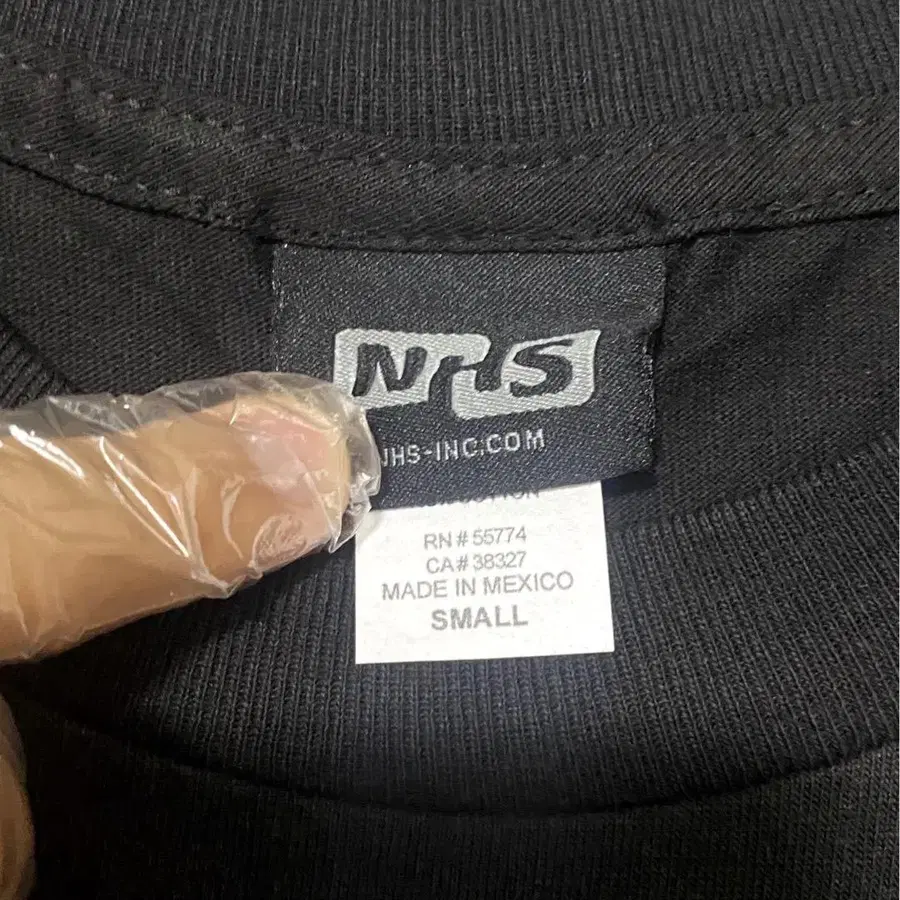 NHS
NHS-INC.COM
RN # 55774
CA # 38327
MADE IN MEXICO
SMALL